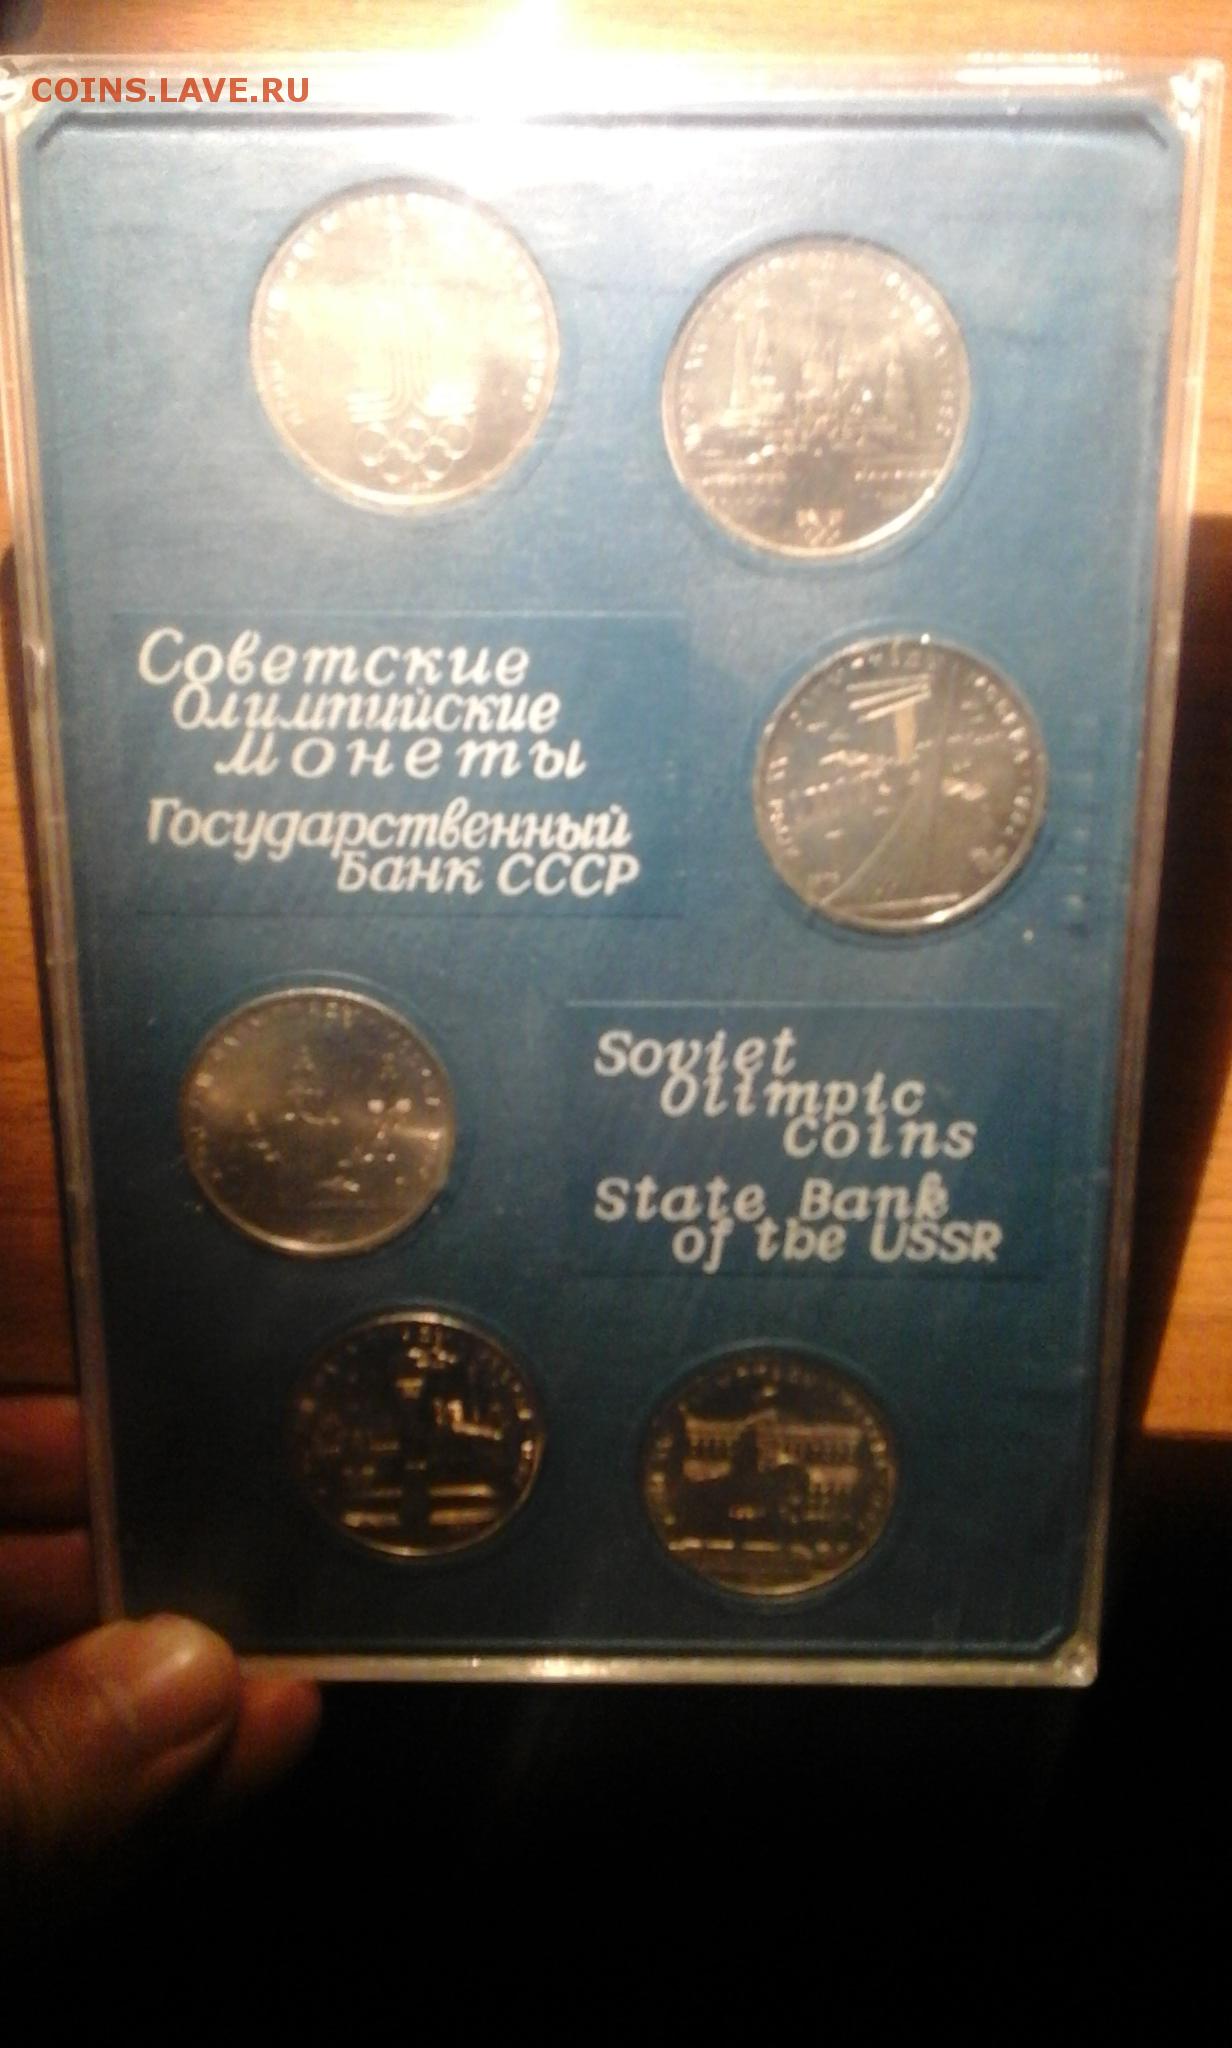 COINS.LAVE.RU
Советские
Олимпийские
Монеты
Государственный
Банк СССР
Soviet
Olimpic
Coins
State Bank
of the USSR